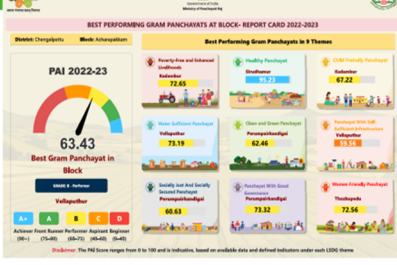 Government of India
Ministry of Panchayati Raj
BEST PERFORMING GRAM PANCHAYATS AT BLOCK- REPORT CARD 2022-2023
District: Chengalpattu
Block: Acharapakkam
Best Performing Gram Panchayats in 9 Themes
PAI 2022-23
63.43
Best Gram Panchayat in
Block
GRADE B - Performer
Vellaputhur
A+ A B C D
Achiever Front Runner Performer Aspirant Beginner
(90+) (75-90) (60-75) (40-60) (0-40)
Poverty-Free and Enhanced
Livelihoods
Kadambur
72.65
Healthy Panchayat
95.23
Child Friendly Panchayat
Kadambur
67.22
Water Sufficient Panchayat
Vellaputhur
73.19
Clean and Green Panchayat
Perumpairkandigai
62.46
Panchayat With Self-
Sufficient Infrastructure
Vellaputhur
59.56
Socially Just And Socially
Secured Panchayat
Perumpairkandigai
60.63
Panchayat With Good
Governance
Perumpairkandigai
73.32
Women Friendly Panchayat
Thozhupedu
72.56
Disclaimer: The PAI Score ranges from 0 to 100 and is indicative, based on available data and defined indicators under each LSDG theme